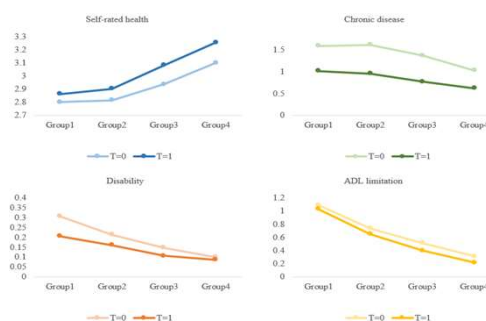 Self-rated health
3.3
3.2
3.1
3
2.9
2.8
2.7
Group1 Group2 Group3 Group4
T=0 T=1
Chronic disease
1.5
1
0.5
0
Group1 Group2 Group3 Group4
T=0 T=1
Disability
0.4
0.35
0.3
0.25
0.2
0.15
0.1
0.05
0
Group1 Group2 Group3 Group4
T=0 T=1
ADL limitation
1.2
1
0.8
0.6
0.4
0.2
0
Group1 Group2 Group3 Group4
T=0 T=1